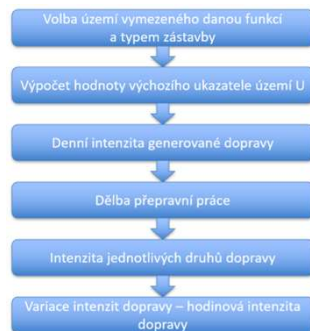 Volba území vymezeného danou funkcí
a typem zástavby
Výpočet hodnoty výchozího ukazatele území U
Denní intenzita generované dopravy
Dělba přepravní práce
Intenzita jednotlivých druhů dopravy
Variace intenzit dopravy – hodinová intenzita
dopravy